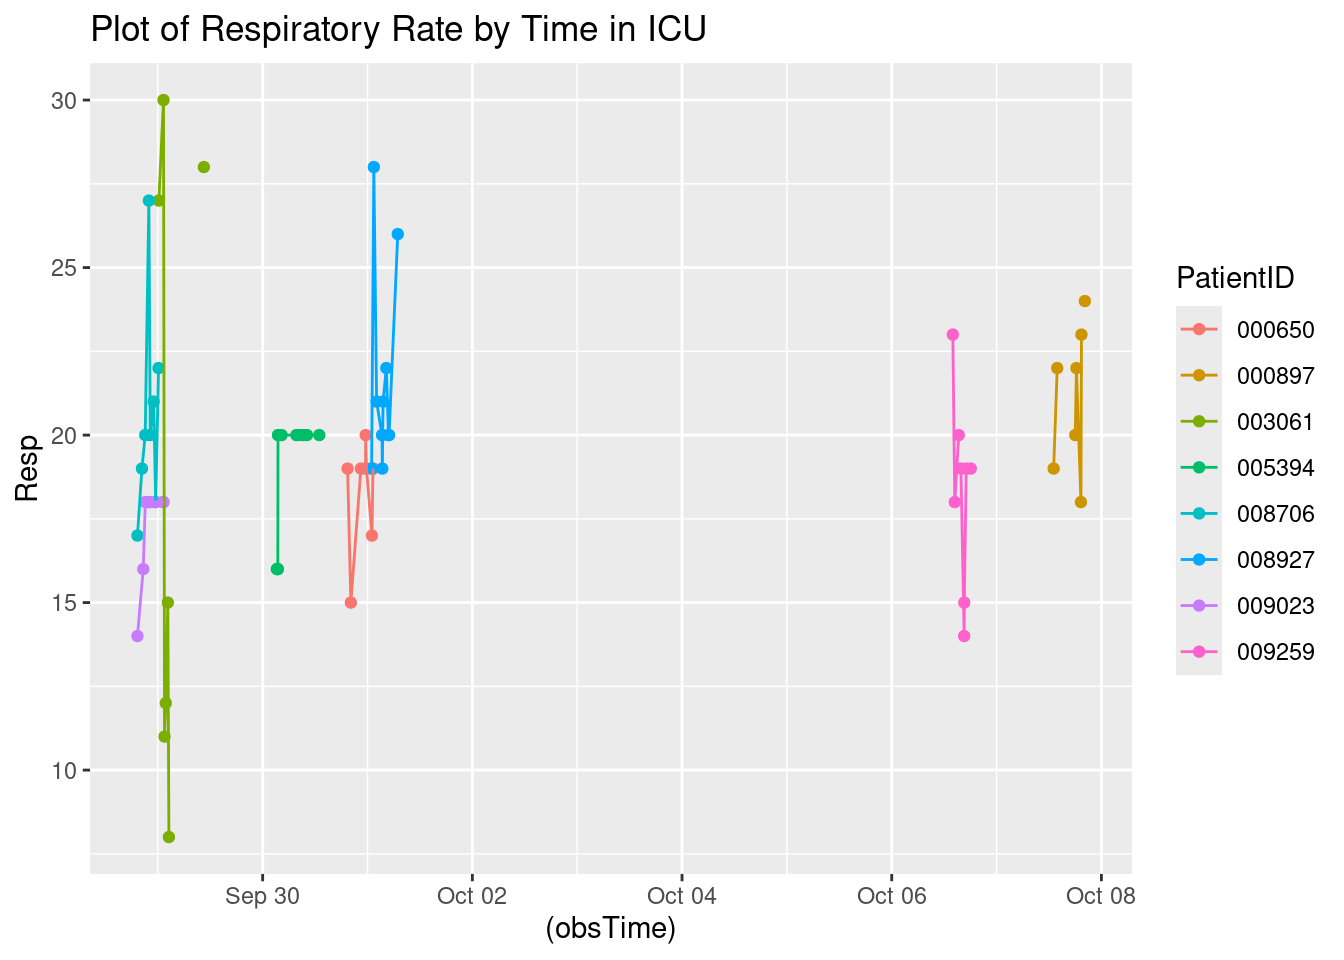 Plot of Respiratory Rate by Time in ICU
30
25
20
15
10
Resp
Sep 30
Oct 02
Oct 04
Oct 06
Oct 08
(obsTime)
PatientID
000650
000897
003061
005394
008706
008927
009023
009259